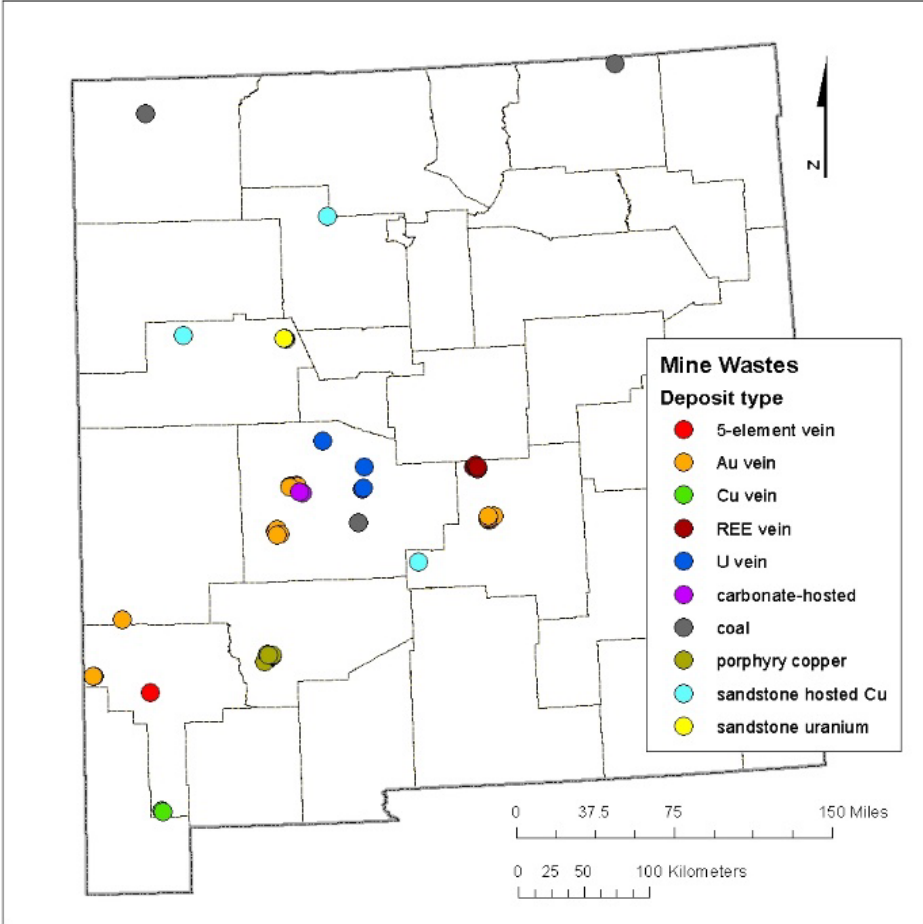 N
Mine Wastes
Deposit type
5-element vein
Au vein
Cu vein
REE vein
U vein
carbonate-hosted
coal
porphyry copper
sandstone hosted Cu
sandstone uranium
0 37.5 75 150 Miles
0 25 50 100 Kilometers